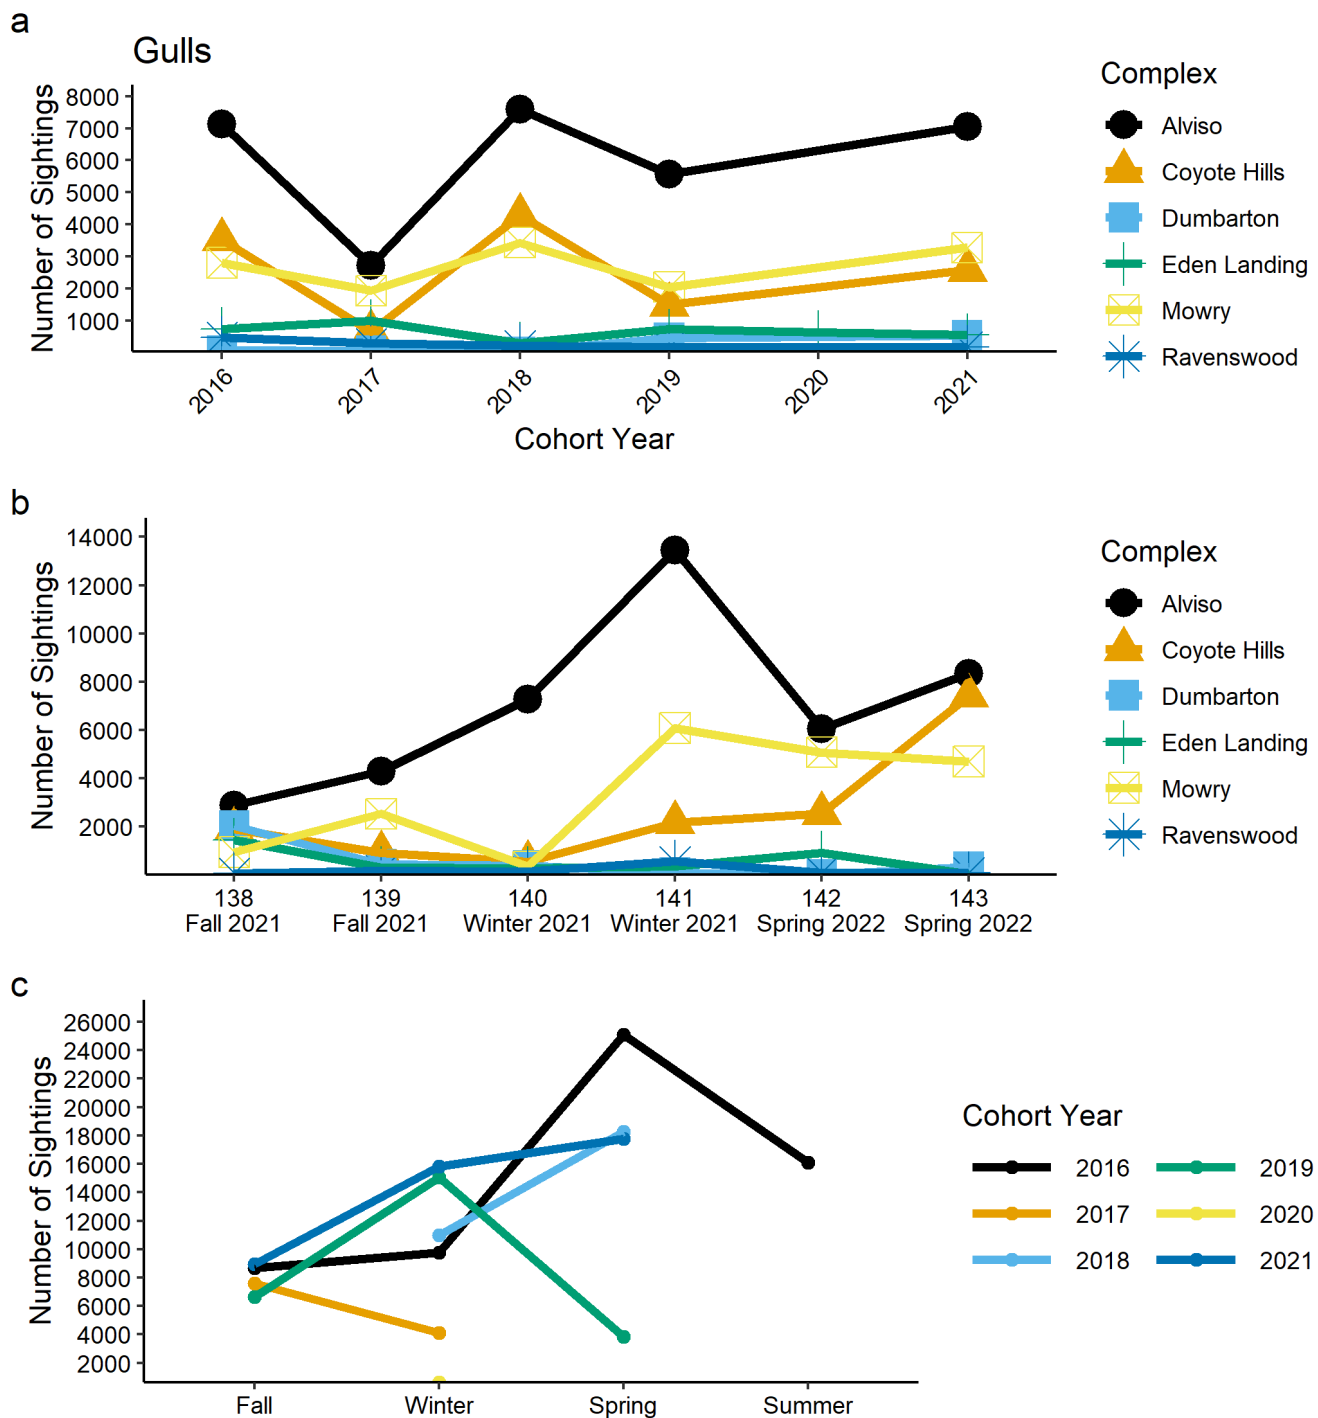 a
Gulls
8000
7000
6000
5000
4000
3000
2000
1000
Number of Sightings
2016
2017
2018
2019
2020
2021
Cohort Year
Complex
Alviso
Coyote Hills
Dumbarton
Eden Landing
Mowry
Ravenswood
b
14000
12000
10000
8000
6000
4000
2000
Number of Sightings
138
Fall 2021
139
Fall 2021
140
Winter 2021
141
Winter 2021
142
Spring 2022
143
Spring 2022
Complex
Alviso
Coyote Hills
Dumbarton
Eden Landing
Mowry
Ravenswood
c
26000
24000
22000
20000
18000
16000
14000
12000
10000
8000
6000
4000
2000
Number of Sightings
Fall
Winter
Spring
Summer
Cohort Year
2016
2017
2018
2019
2020
2021